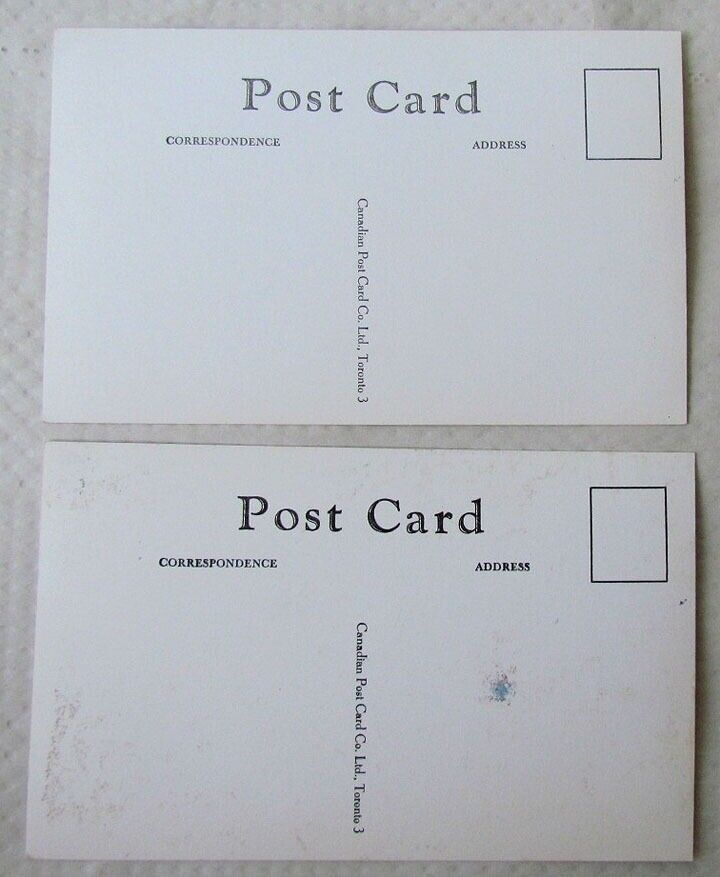 Post Card
CORRESPONDENCE ADDRESS
Canadian Post Card Co. Ltd., Toronto 3
Post Card
CORRESPONDENCE ADDRESS
Canadian Post Card Co. Ltd., Toronto 3